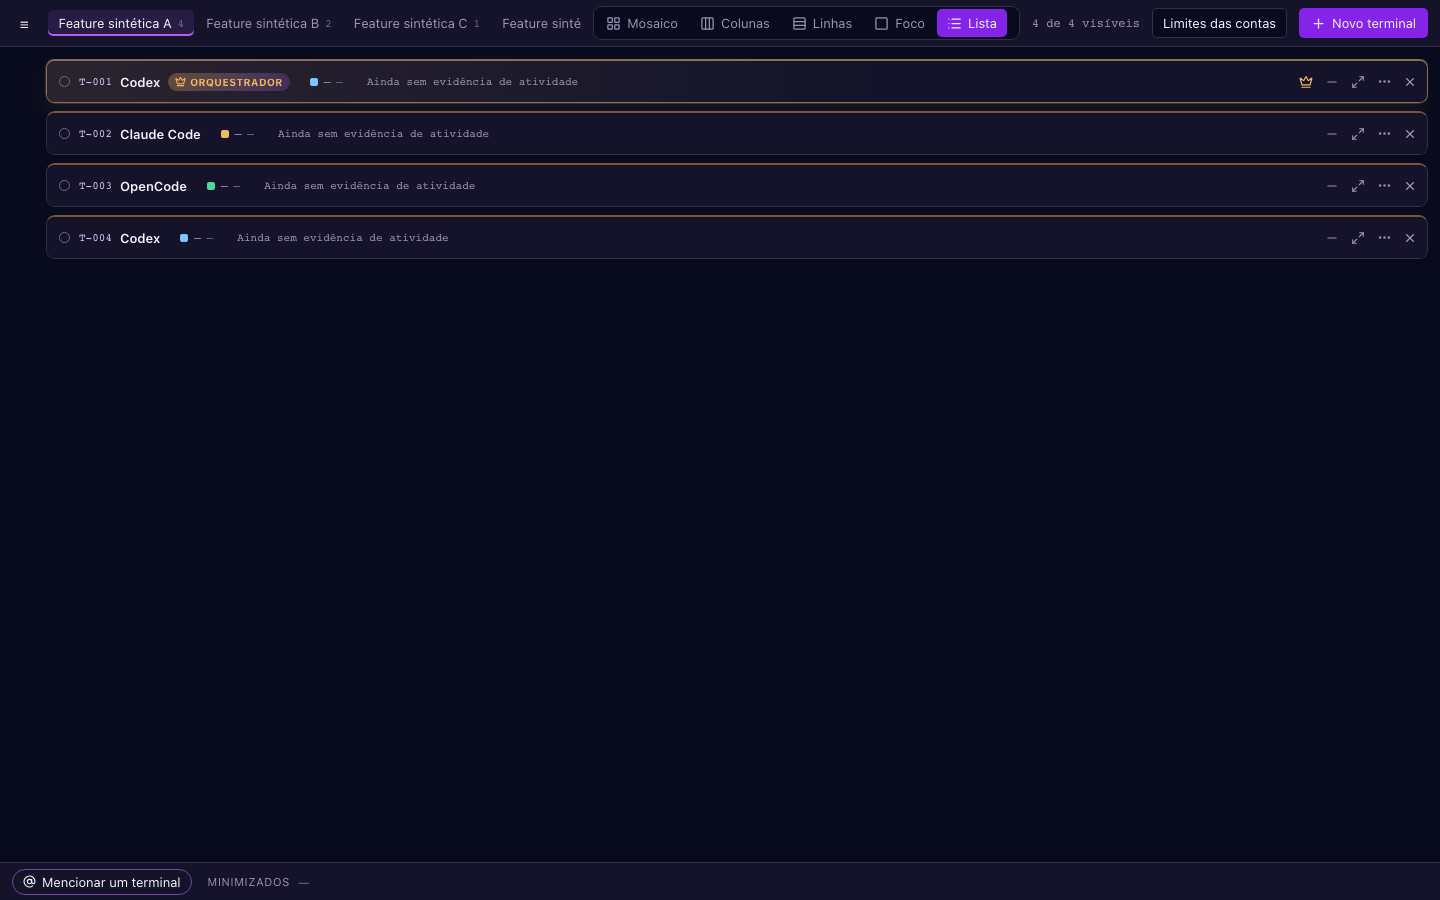 Feature sintética A 4 Feature sintética B 2 Feature sintética C 1 Feature sinté Mosaico Colunas Linhas Foco Lista 4 de 4 visíveis Limites das contas + Novo terminal
T-001 Codex ORQUESTRADOR — — Ainda sem evidência de atividade
T-002 Claude Code — — Ainda sem evidência de atividade
T-003 OpenCode — — Ainda sem evidência de atividade
T-004 Codex — — Ainda sem evidência de atividade
@ Mencionar um terminal MINIMIZADOS —